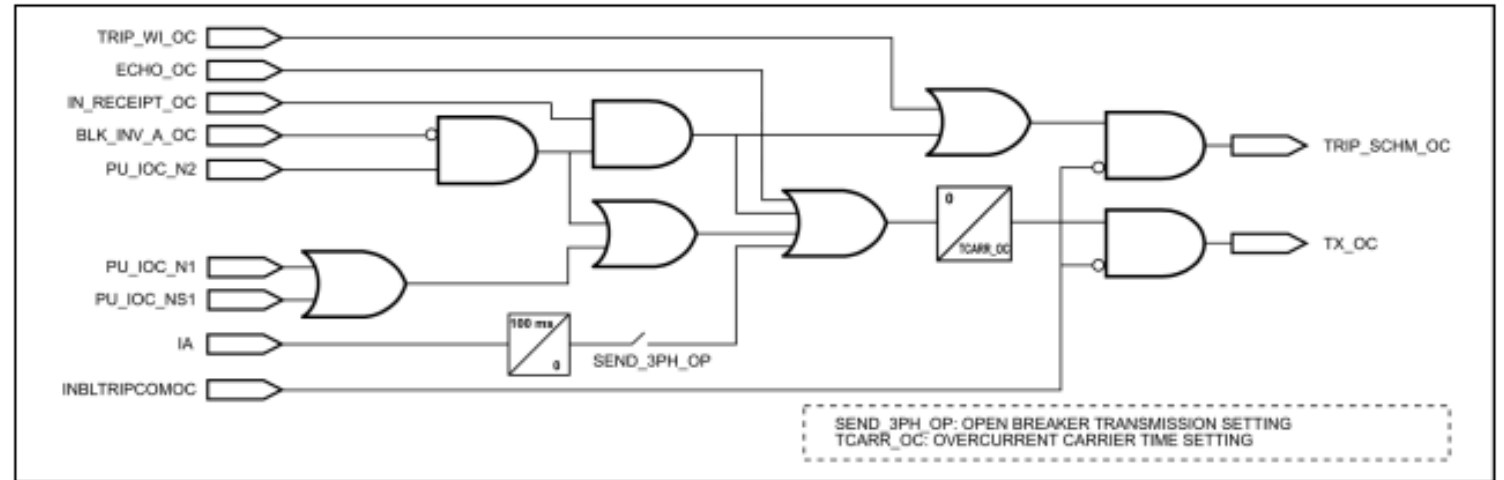 TRIP_WI_OC
ECHO_OC
IN_RECEIPT_OC
BLK_INV_A_OC
PU_IOC_N2
TRIP_SCHM_OC
0
TCARR_OC
TX_OC
PU_IOC_N1
PU_IOC_NS1
100 ms
0
IA
SEND_3PH_OP
INBLTRIPCOMOC
SEND_3PH_OP: OPEN BREAKER TRANSMISSION SETTING
TCARR_OC: OVERCURRENT CARRIER TIME SETTING